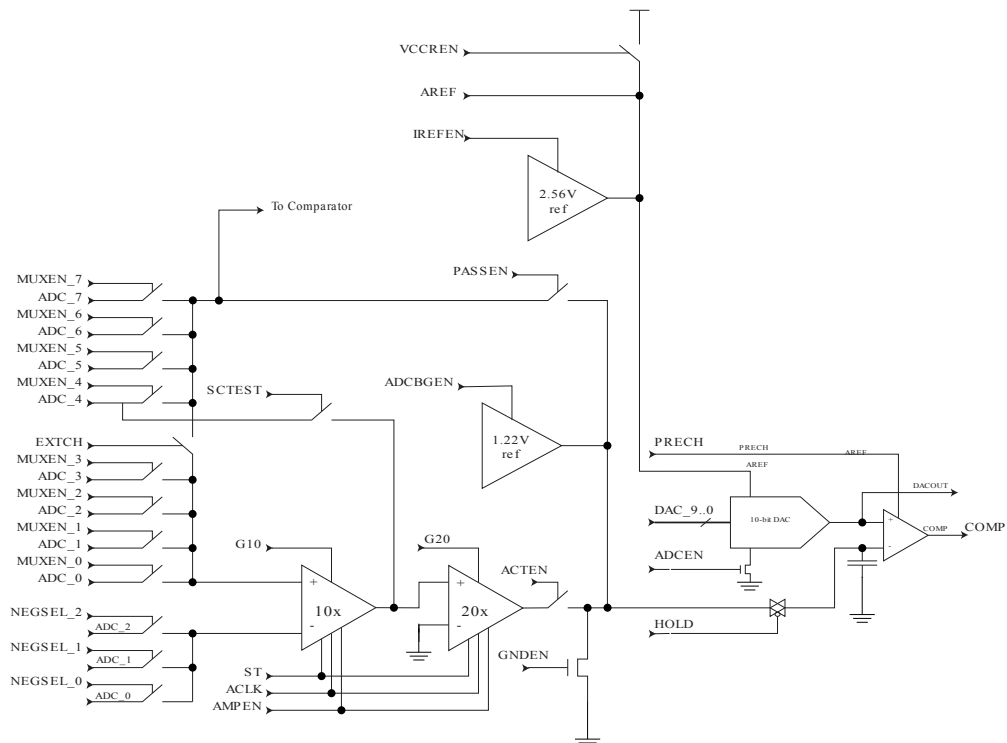 VCCREN
AREF
IREFEN
2.56V
ref
To Comparator
PASSEN
MUXEN_7
ADC_7
MUXEN_6
ADC_6
MUXEN_5
ADC_5
MUXEN_4
ADC_4
SCTEST
ADCBGEN
1.22V
ref
EXTCH
MUXEN_3
ADC_3
MUXEN_2
ADC_2
MUXEN_1
ADC_1
MUXEN_0
ADC_0
PRECH
PRECH
AREF
AREF
DACOUT
DAC_9..0
10-bit DAC
+
-
COMP
COMP
ADCEN
G10
G20
ACTEN
+
10x
-
+
20x
-
NEGSEL_2
ADC_2
NEGSEL_1
ADC_1
NEGSEL_0
ADC_0
HOLD
GNDEN
ST
ACLK
AMPEN